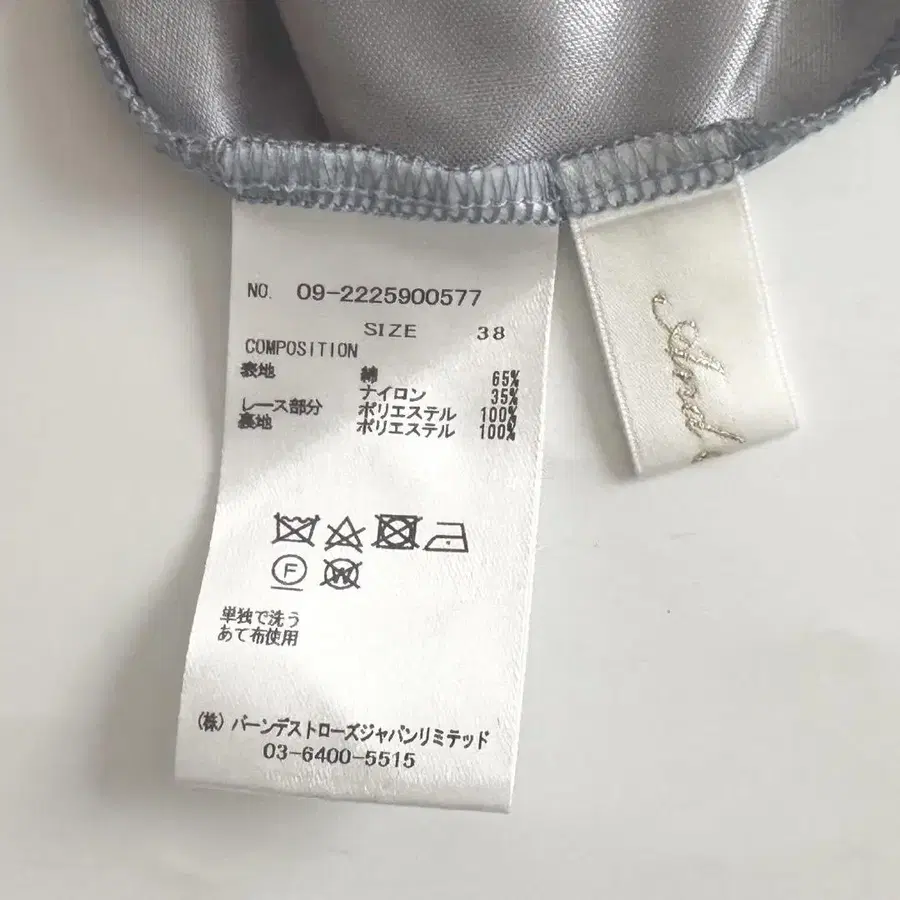 NO. 09-2225900577
SIZE 38
COMPOSITION
表地 綿 65%
ナイロン 35%
レース部分 ポリエステル 100%
裏地 ポリエステル 100%
F
W
単独で洗う
あて布使用
(株) バーンデストローズジャパンリミテッド
03-6400-5515
And